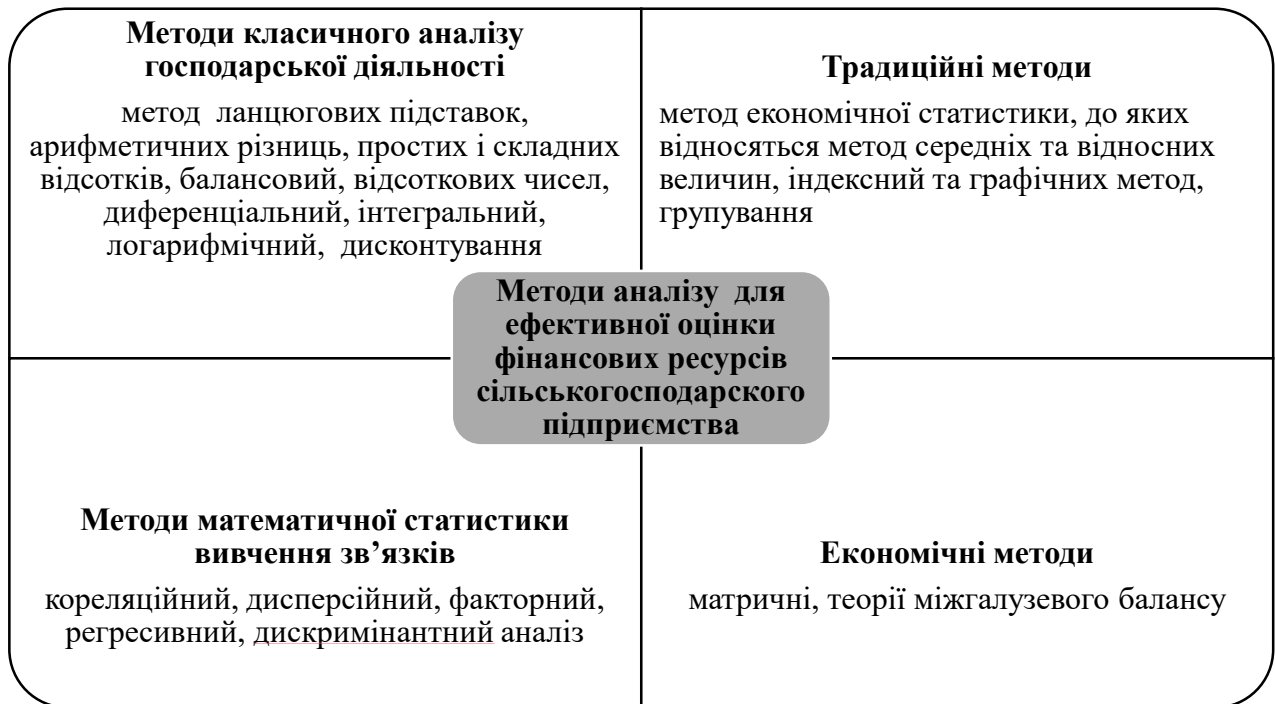 Методи класичного аналізу
господарської діяльності
метод ланцюгових підставок,
арифметичних різниць, простих і складних
відсотків, балансовий, відсоткових чисел,
диференціальний, інтегральний,
логарифмічний, дисконтування
Традиційні методи
метод економічної статистики, до яких
відносяться метод середніх та відносних
величин, індексний та графічних метод,
групування
Методи аналізу для
ефективної оцінки
фінансових ресурсів
сільськогосподарского
підприємства
Методи математичної статистики
вивчення зв’язків
кореляційний, дисперсійний, факторний,
регресивний, дискримінантний аналіз
Економічні методи
матричні, теорії міжгалузевого балансу